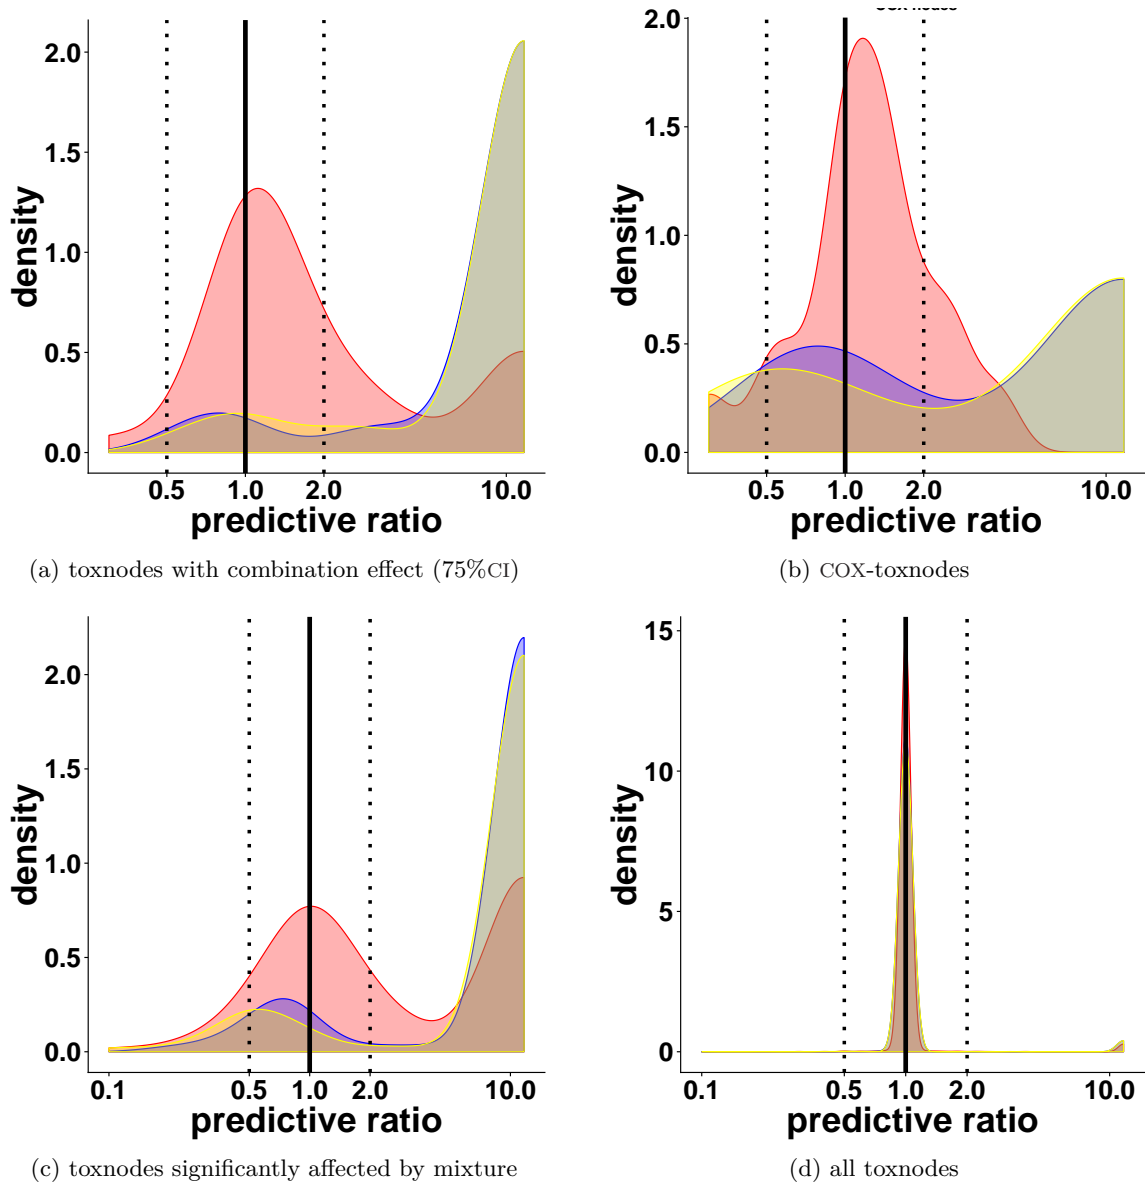 2.0
1.5
1.0
0.5
0.0
density
0.5 1.0 2.0 10.0
predictive ratio
(a) toxnodes with combination effect (75%CI)
2.0
1.5
1.0
0.5
0.0
density
0.5 1.0 2.0 10.0
predictive ratio
(b) COX-toxnodes
2.0
1.5
1.0
0.5
0.0
density
0.1 0.5 1.0 2.0 10.0
predictive ratio
(c) toxnodes significantly affected by mixture
15
10
5
0
density
0.1 0.5 1.0 2.0 10.0
predictive ratio
(d) all toxnodes